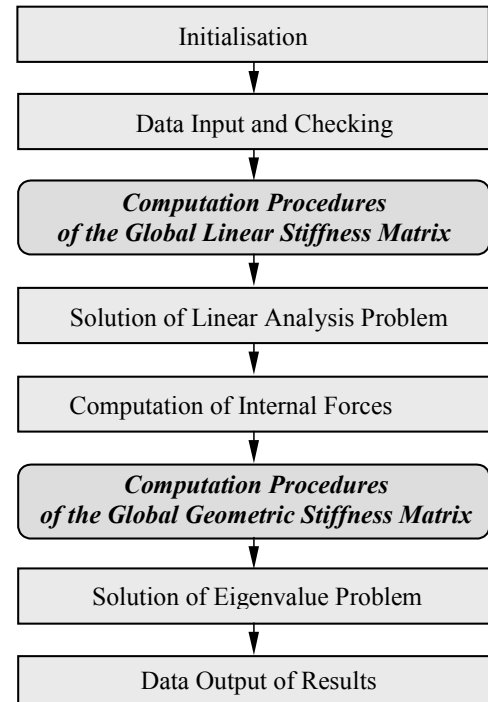 Initialisation
Data Input and Checking
Computation Procedures
of the Global Linear Stiffness Matrix
Solution of Linear Analysis Problem
Computation of Internal Forces
Computation Procedures
of the Global Geometric Stiffness Matrix
Solution of Eigenvalue Problem
Data Output of Results